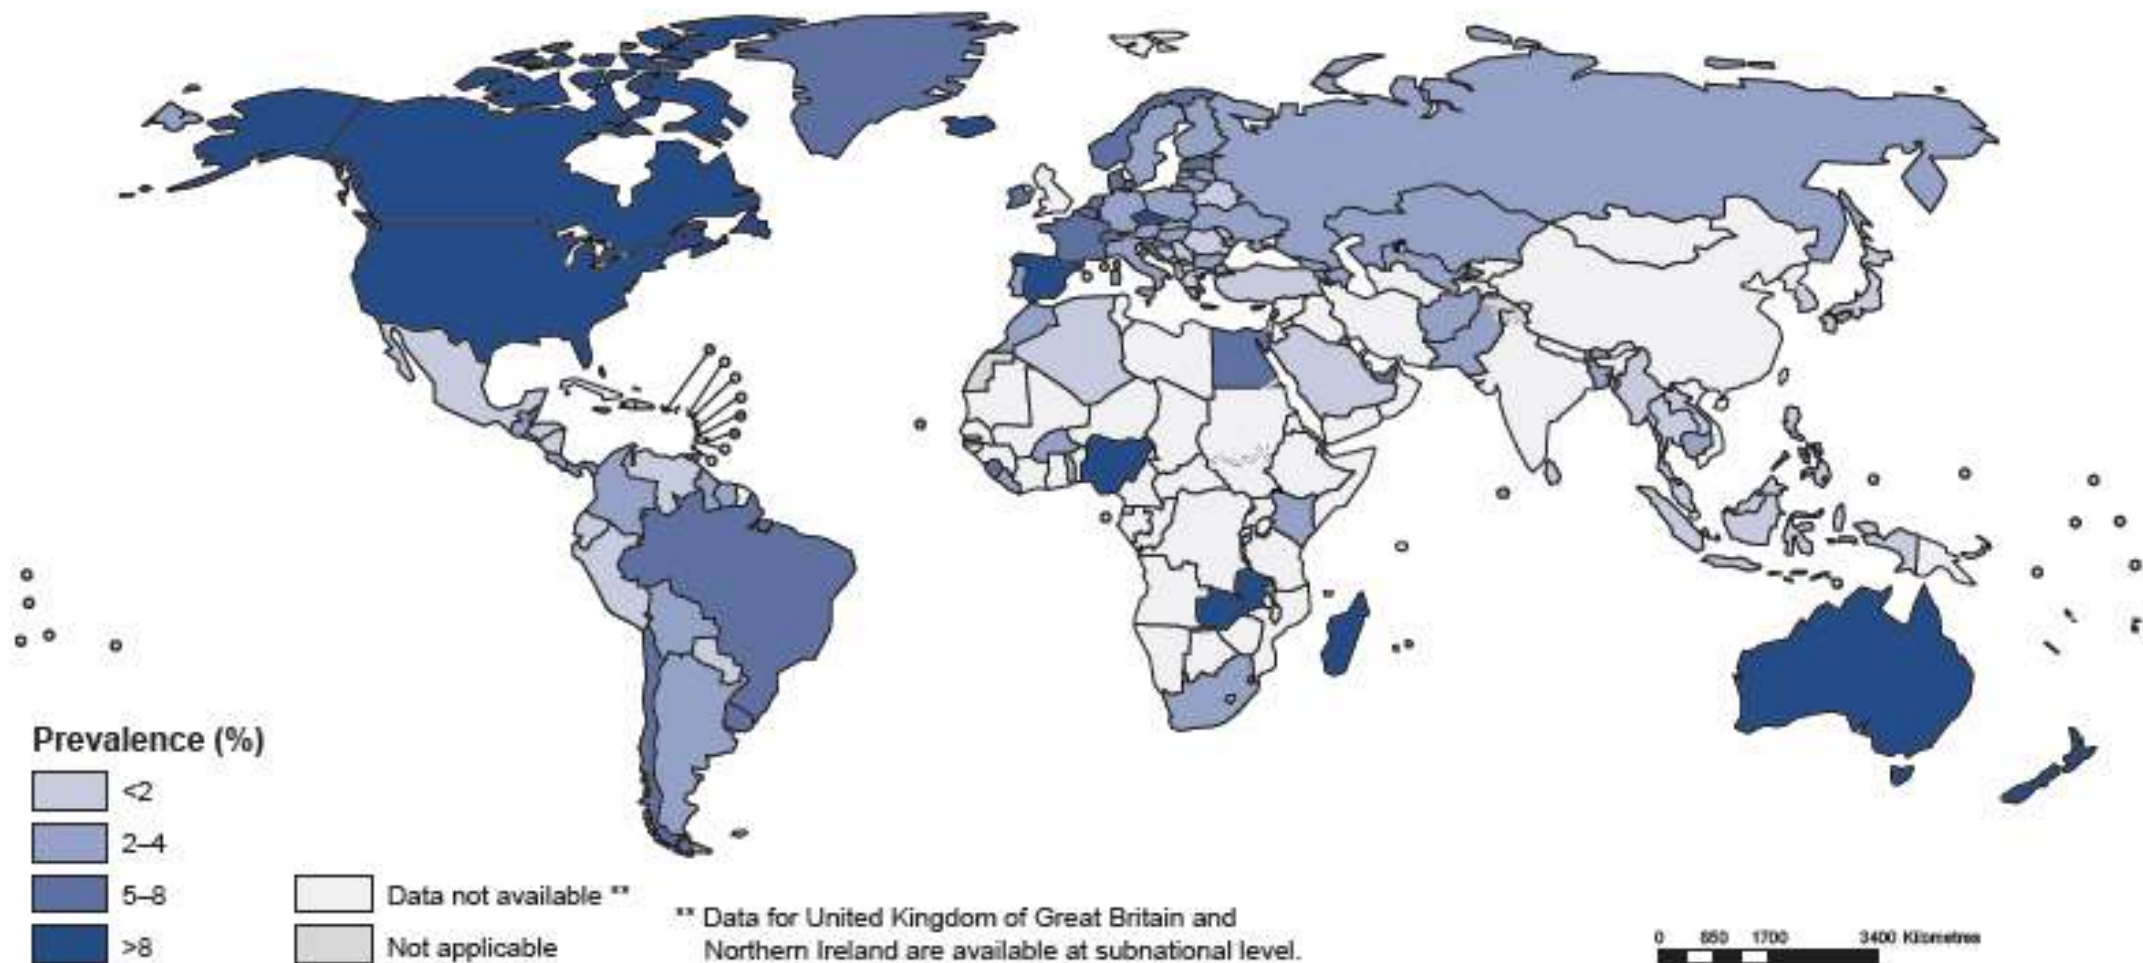 Prevalence (%)
<2
2–4
5–8
>8
Data not available **
Not applicable
** Data for United Kingdom of Great Britain and
Northern Ireland are available at subnational level.
0 850 1700 3400 Kilometres